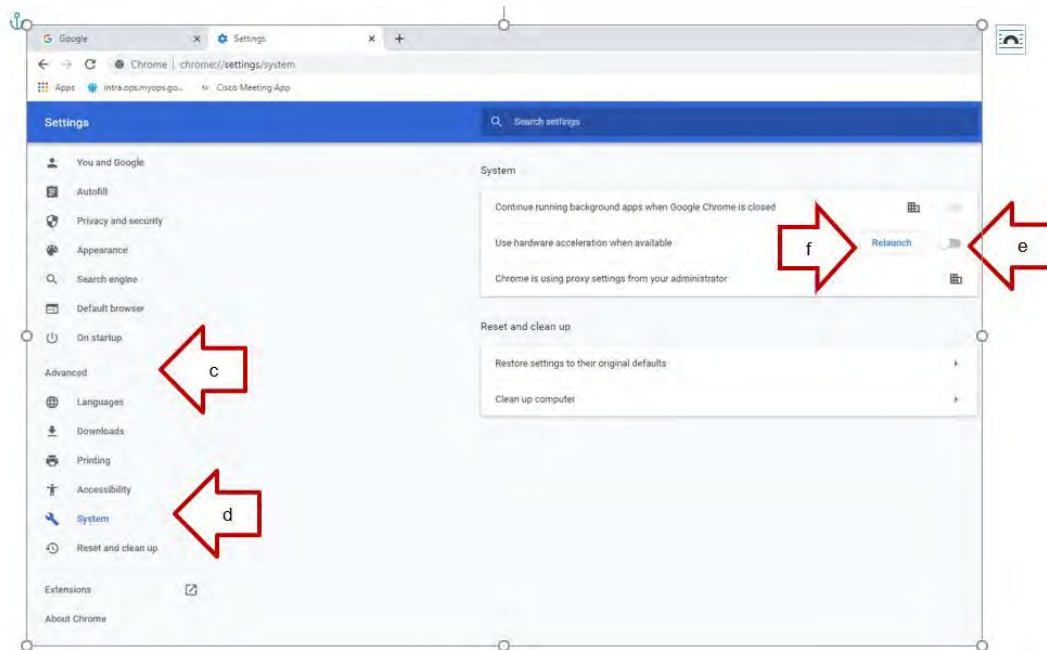 Google
Settings
Chrome | chrome://settings/system
Apps
intra.ops.myops.go...
Cisco Meeting App
Settings
Search settings
You and Google
Autofill
Privacy and security
Appearance
Search engine
Default browser
On startup
Advanced
Languages
Downloads
Printing
Accessibility
System
Reset and clean up
Extensions
About Chrome
System
Continue running background apps when Google Chrome is closed
Use hardware acceleration when available
Relaunch
Chrome is using proxy settings from your administrator
Reset and clean up
Restore settings to their original defaults
Clean up computer
c
d
f
e